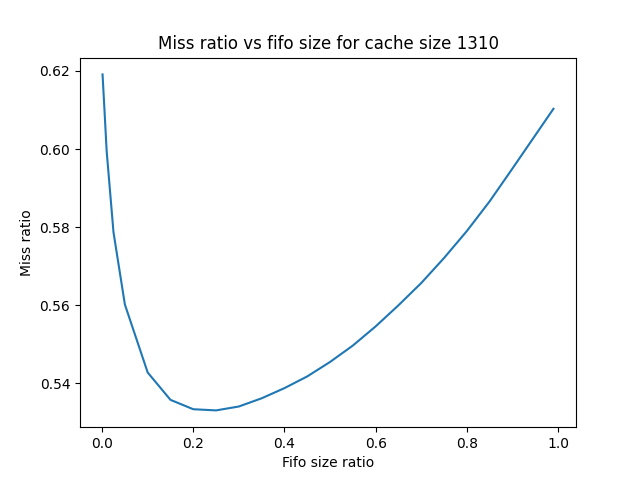 Miss ratio vs fifo size for cache size 1310
0.62
0.60
0.58
0.56
0.54
Miss ratio
0.0 0.2 0.4 0.6 0.8 1.0
Fifo size ratio